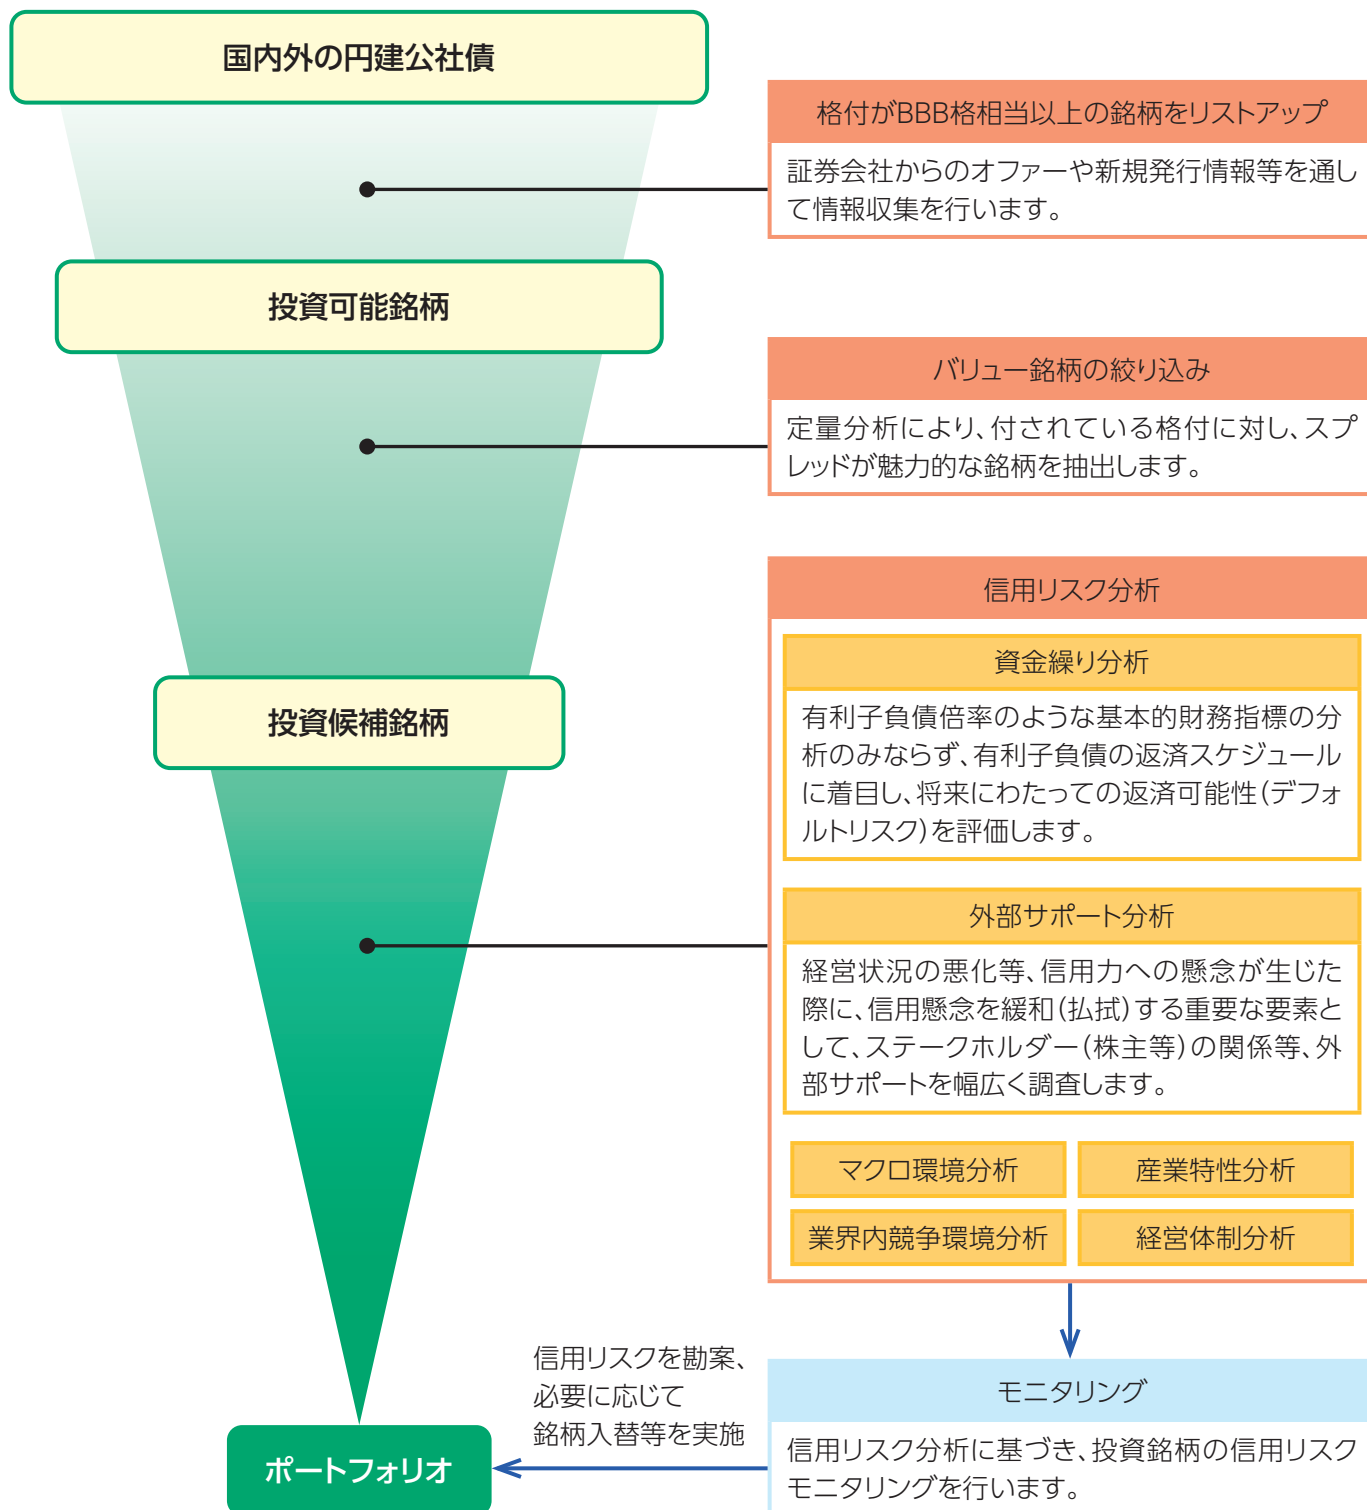 国内外の円建公社債
格付がBBB格相当以上の銘柄をリストアップ
証券会社からのオファーや新規発行情報等を通し
て情報収集を行います。
投資可能銘柄
バリュー銘柄の絞り込み
定量分析により、付されている格付に対し、スプ
レッドが魅力的な銘柄を抽出します。
投資候補銘柄
信用リスク分析
資金繰り分析
有利子負債倍率のような基本的財務指標の分
析のみならず、有利子負債の返済スケジュール
に着目し、将来にわたっての返済可能性(デフォ
ルトリスク)を評価します。
外部サポート分析
経営状況の悪化等、信用力への懸念が生じた
際に、信用懸念を緩和(払拭)する重要な要素と
して、ステークホルダー(株主等)の関係等、外
部サポートを幅広く調査します。
マクロ環境分析
産業特性分析
業界内競争環境分析
経営体制分析
信用リスクを勘案、
必要に応じて
銘柄入替等を実施
モニタリング
信用リスク分析に基づき、投資銘柄の信用リスク
モニタリングを行います。
ポートフォリオ